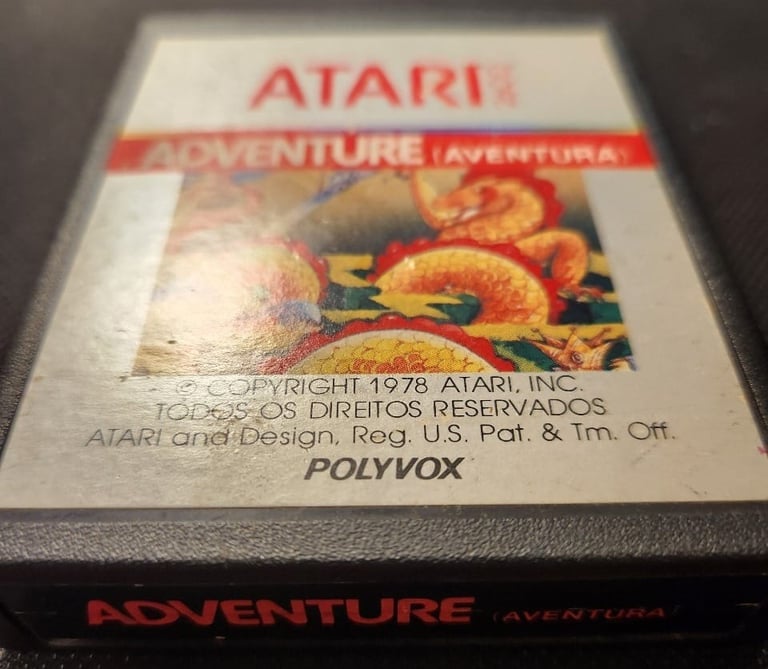 ATARI
ADVENTURE (AVENTURA)
© COPYRIGHT 1978 ATARI, INC.
TODOS OS DIREITOS RESERVADOS
ATARI and Design, Reg. U.S. Pat. & Tm. Off.
POLYVOX
ADVENTURE (AVENTURA)